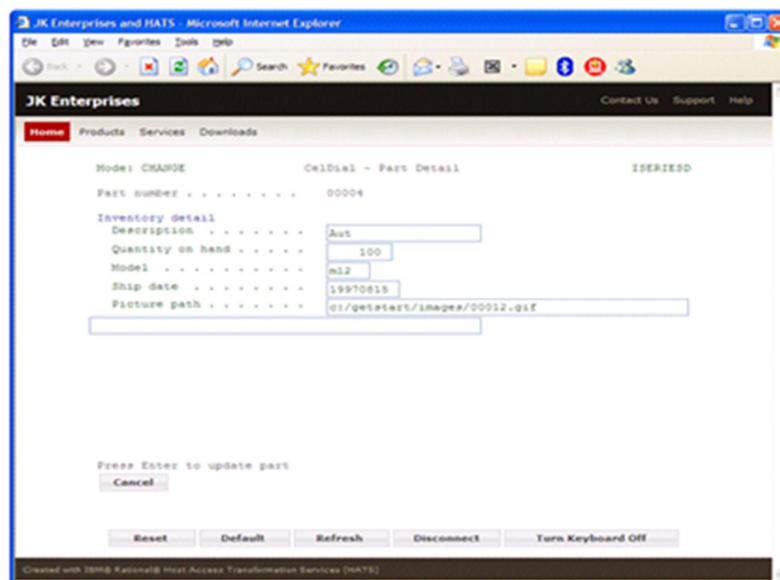 JK Enterprises and HATS - Microsoft Internet Explorer
File Edit View Favorites Tools Help
Back Search Favorites
JK Enterprises Contact Us Support Help
Home Products Services Downloads
Mode: CHANGE CelDial - Part Detail ISERIESD
Part number . . . . . . . . 00004
Inventory detail
Description . . . . . . . Aut
Quantity on hand . . . . . 100
Model . . . . . . . . . . m12
Ship date . . . . . . . . 19970815
Picture path . . . . . . . c:/getstart/images/00012.gif
Press Enter to update part
Cancel
Reset Default Refresh Disconnect Turn Keyboard Off
Created with IBM® Rational® Host Access Transformation Services (HATS)